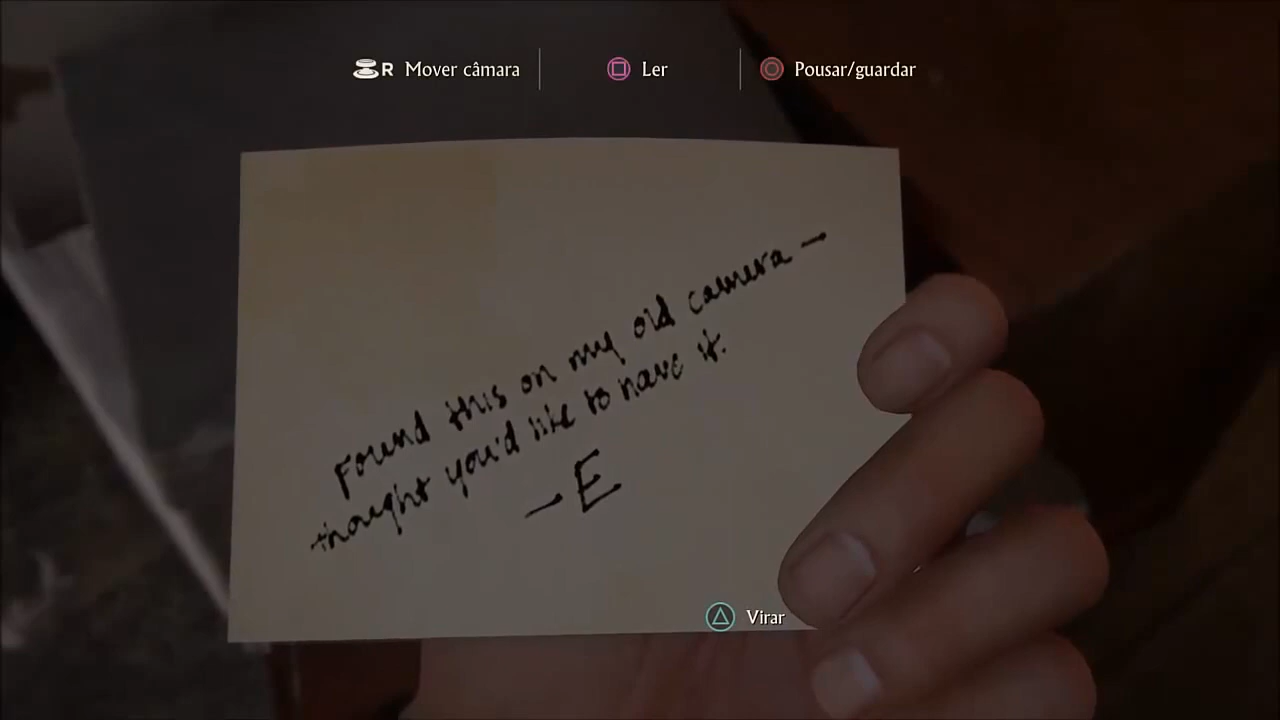 R Mover câmara
Ler
Pousar/guardar
Found this on my old camera –
thought you'd like to have it.
– E
Virar